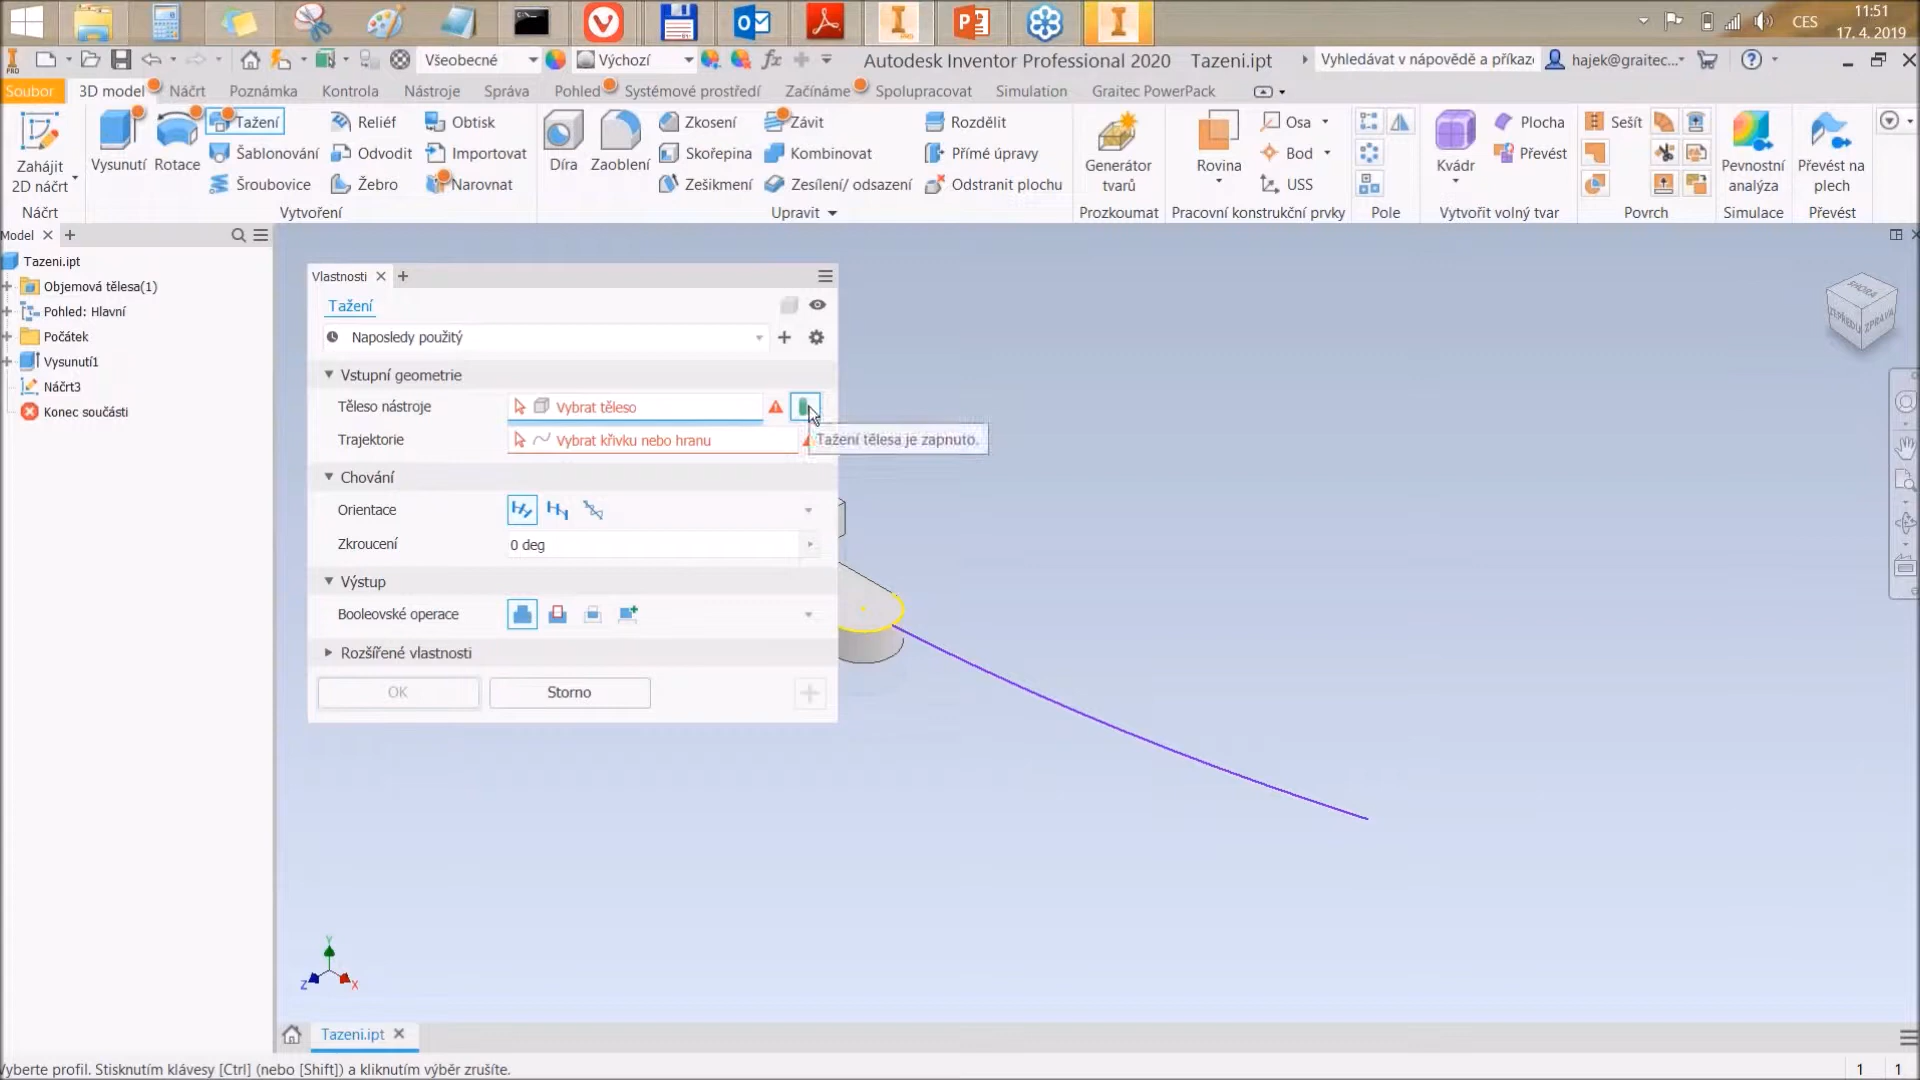 11:51
CES
17. 4. 2019
PRO
Všeobecné
Výchozí
Autodesk Inventor Professional 2020 Tazeni.ipt
Vyhledávat v nápovědě a příkaz
hajek@graitec...
Soubor
3D model
Náčrt
Poznámka
Kontrola
Nástroje
Správa
Pohled
Systémové prostředí
Začínáme
Spolupracovat
Simulation
Graitec PowerPack
Zahájit
2D náčrt
Vysunutí
Rotace
Tažení
Šablonování
Šroubovice
Reliéf
Odvodit
Žebro
Obtisk
Importovat
Narovnat
Díra
Zaoblení
Zkosení
Skořepina
Zešikmení
Závit
Kombinovat
Zesílení/ odsazení
Rozdělit
Přímé úpravy
Odstranit plochu
Generátor
tvarů
Rovina
Osa
Bod
USS
Kvádr
Plocha
Převést
Sešít
Pevnostní
analýza
Převést na
plech
Náčrt
Vytvoření
Upravit
Prozkoumat
Pracovní konstrukční prvky
Pole
Vytvořit volný tvar
Povrch
Simulace
Převést
Model
Tazeni.ipt
Objemová tělesa(1)
Pohled: Hlavní
Počátek
Vysunutí1
Náčrt3
Konec součásti
Vlastnosti
Tažení
Naposledy použitý
Vstupní geometrie
Těleso nástroje
Vybrat těleso
Trajektorie
Vybrat křivku nebo hranu
Tažení tělesa je zapnuto.
Chování
Orientace
Zkroucení
0 deg
Výstup
Booleovské operace
Rozšířené vlastnosti
OK
Storno
SHORA
ZEPŘEDU
ZPRAVA
Y
Z
X
Tazeni.ipt
Vyberte profil. Stisknutím klávesy [Ctrl] (nebo [Shift]) a kliknutím výběr zrušíte.
1
1